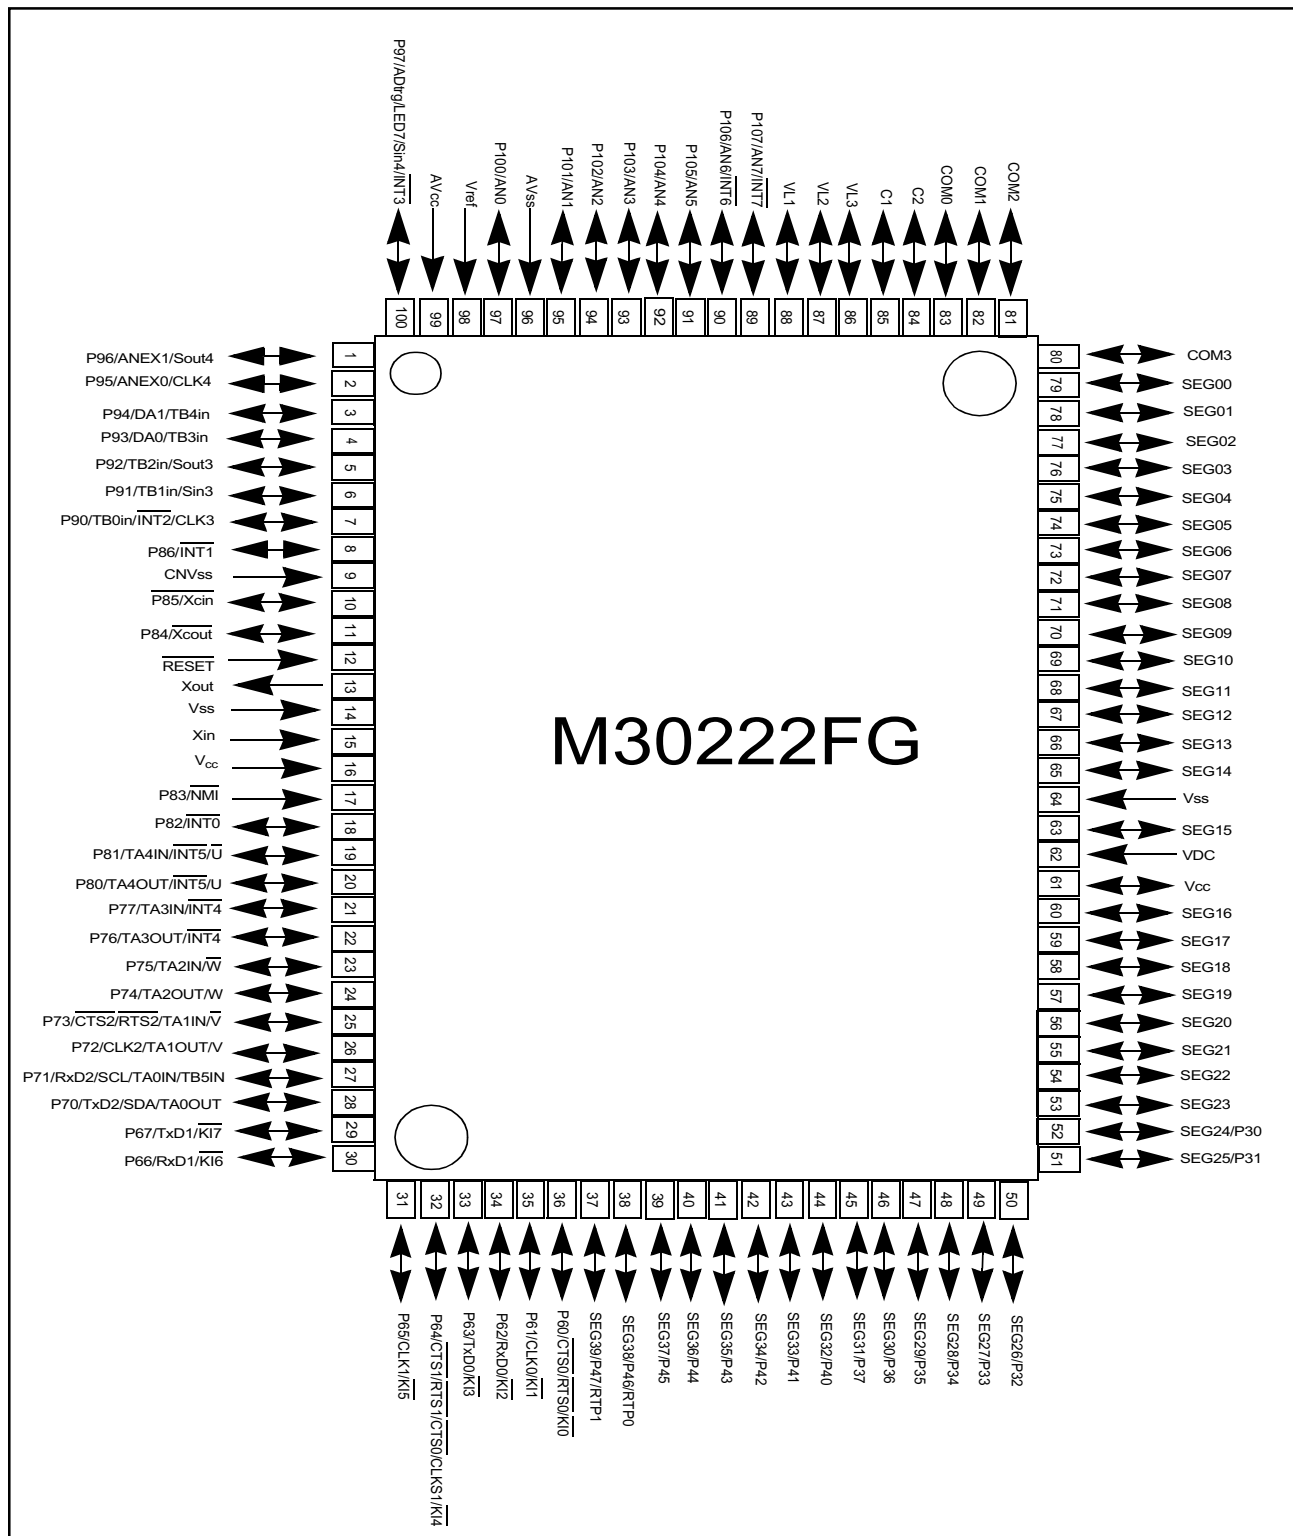 P97/ADtrg/LED7/Sin4/INT3
AVcc
Vref
P100/AN0
AVss
P101/AN1
P102/AN2
P103/AN3
P104/AN4
P105/AN5
P106/AN6/INT6
P107/AN7/INT7
VL1
VL2
VL3
C1
C2
COM0
COM1
COM2
100
99
98
97
96
95
94
93
92
91
90
89
88
87
86
85
84
83
82
81
P96/ANEX1/Sout4 1
P95/ANEX0/CLK4 2
P94/DA1/TB4in 3
P93/DA0/TB3in 4
P92/TB2in/Sout3 5
P91/TB1in/Sin3 6
P90/TB0in/INT2/CLK3 7
P86/INT1 8
CNVss 9
P85/Xcin 10
P84/Xcout 11
RESET 12
Xout 13
Vss 14
Xin 15
Vcc 16
P83/NMI 17
P82/INT0 18
P81/TA4IN/INT5/U 19
P80/TA4OUT/INT5/U 20
P77/TA3IN/INT4 21
P76/TA3OUT/INT4 22
P75/TA2IN/W 23
P74/TA2OUT/W 24
P73/CTS2/RTS2/TA1IN/V 25
P72/CLK2/TA1OUT/V 26
P71/RxD2/SCL/TA0IN/TB5IN 27
P70/TxD2/SDA/TA0OUT 28
P67/TxD1/KI7 29
P66/RxD1/KI6 30
M30222FG
80 COM3
79 SEG00
78 SEG01
77 SEG02
76 SEG03
75 SEG04
74 SEG05
73 SEG06
72 SEG07
71 SEG08
70 SEG09
69 SEG10
68 SEG11
67 SEG12
66 SEG13
65 SEG14
64 Vss
63 SEG15
62 VDC
61 Vcc
60 SEG16
59 SEG17
58 SEG18
57 SEG19
56 SEG20
55 SEG21
54 SEG22
53 SEG23
52 SEG24/P30
51 SEG25/P31
31
32
33
34
35
36
37
38
39
40
41
42
43
44
45
46
47
48
49
50
P65/CLK1/KI5
P64/CTS1/RTS1/CTS0/CLKS1/KI4
P63/TxD0/KI3
P62/RxD0/KI2
P61/CLK0/KI1
P60/CTS0/RTS0/KI0
SEG39/P47/RTP1
SEG38/P46/RTP0
SEG37/P45
SEG36/P44
SEG35/P43
SEG34/P42
SEG33/P41
SEG32/P40
SEG31/P37
SEG30/P36
SEG29/P35
SEG28/P34
SEG27/P33
SEG26/P32